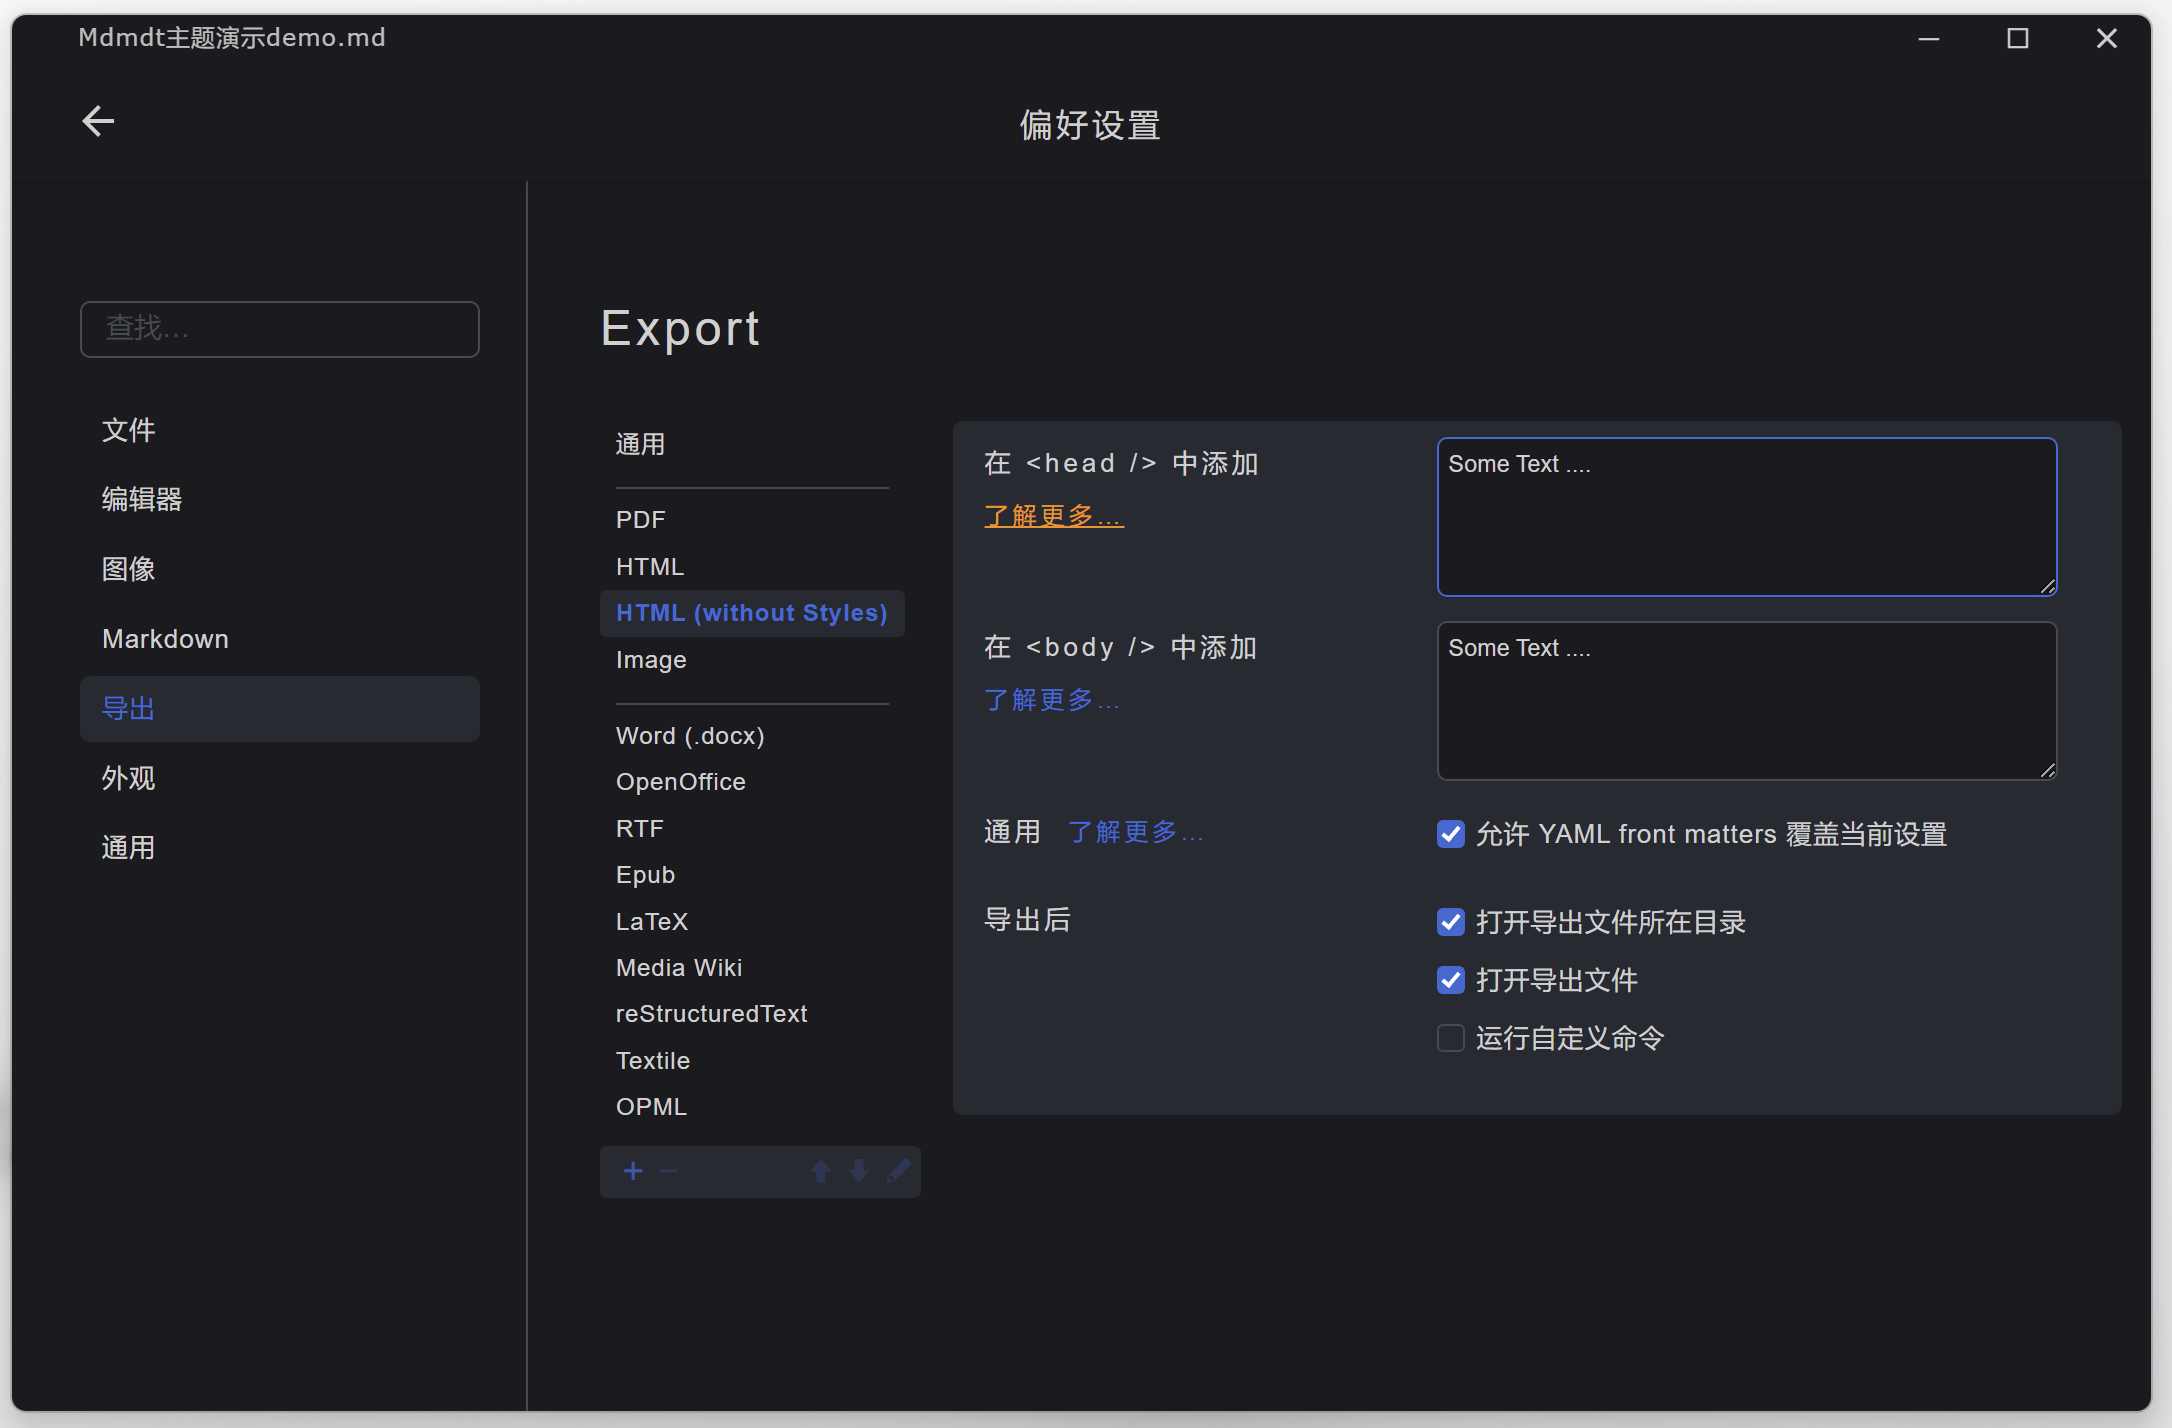 Mdmdt主题演示demo.md
偏好设置
查找...
文件
编辑器
图像
Markdown
导出
外观
通用
Export
通用
PDF
HTML
HTML (without Styles)
Image
Word (.docx)
OpenOffice
RTF
Epub
LaTeX
Media Wiki
reStructuredText
Textile
OPML
在 <head /> 中添加
了解更多...
Some Text ....
在 <body /> 中添加
了解更多...
Some Text ....
通用 了解更多...
允许 YAML front matters 覆盖当前设置
导出后
打开导出文件所在目录
打开导出文件
运行自定义命令